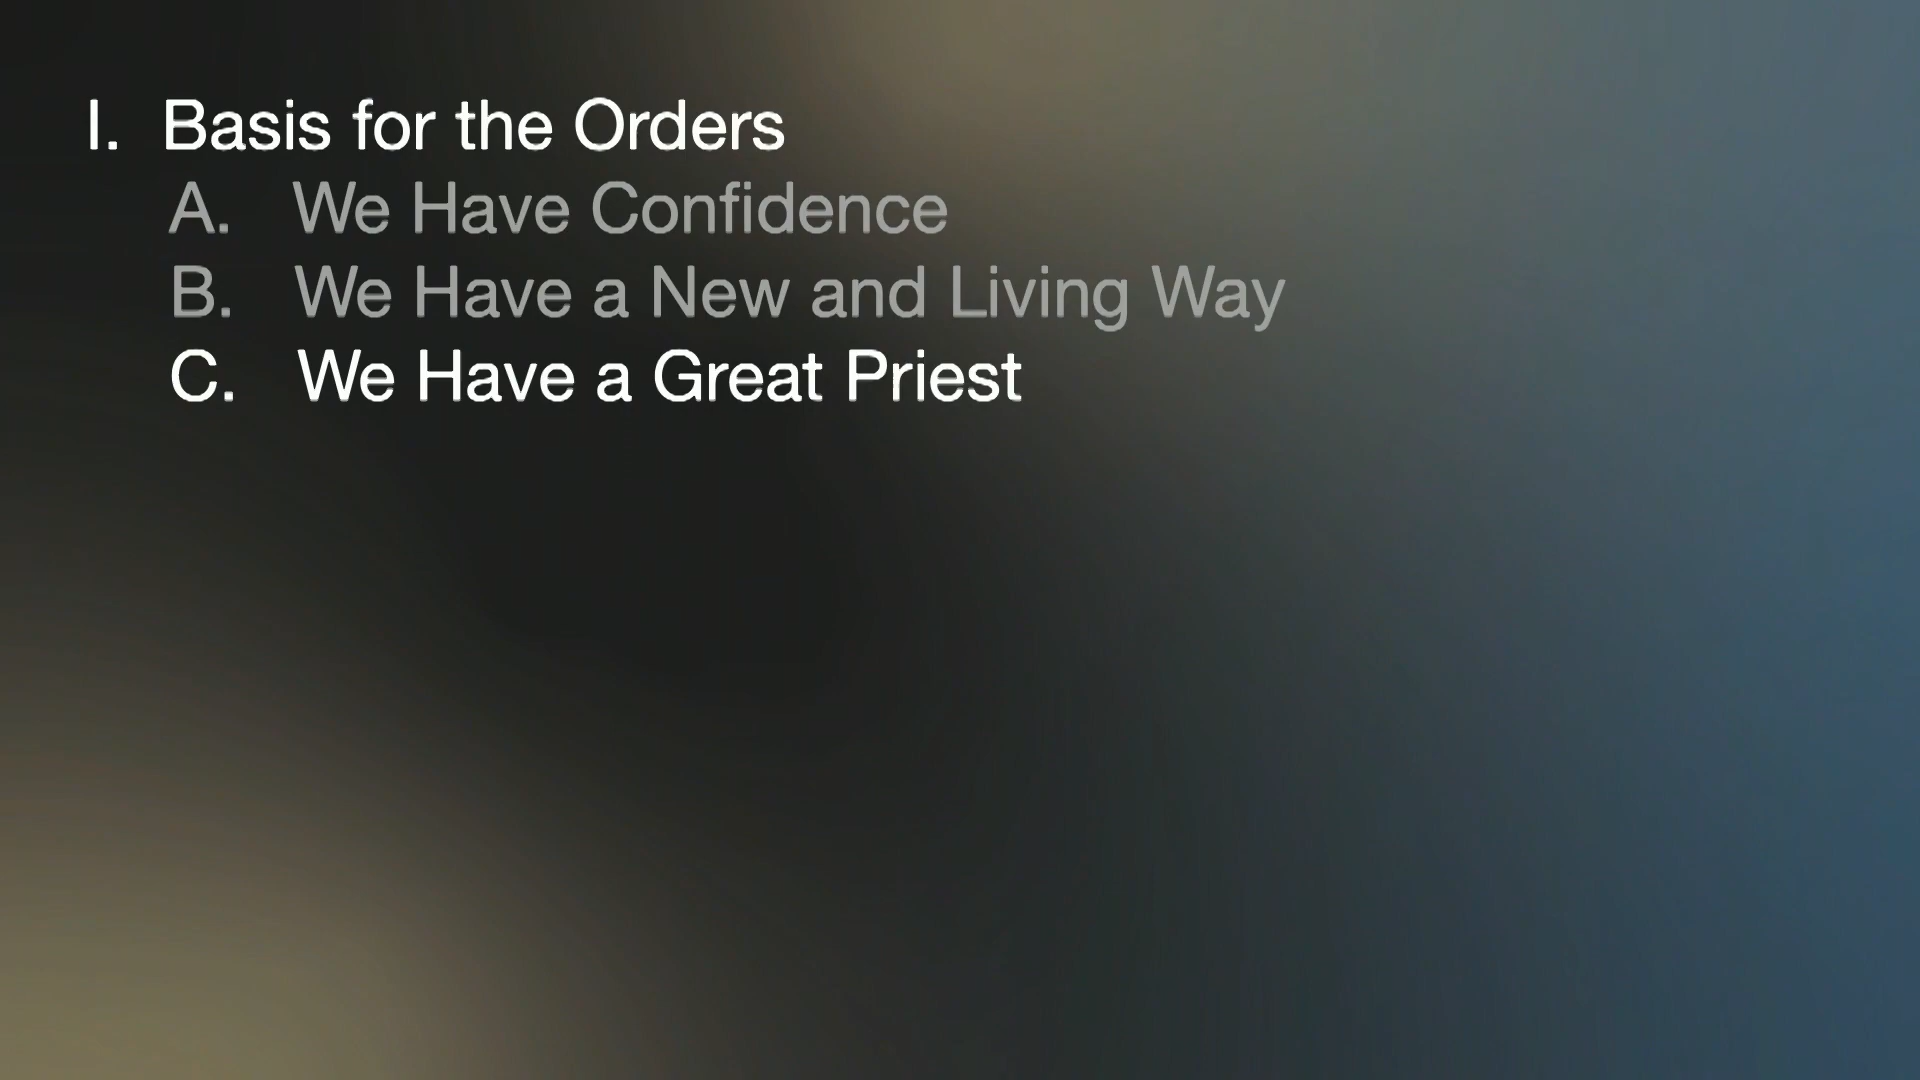 I. Basis for the Orders
A. We Have Confidence
B. We Have a New and Living Way
C. We Have a Great Priest